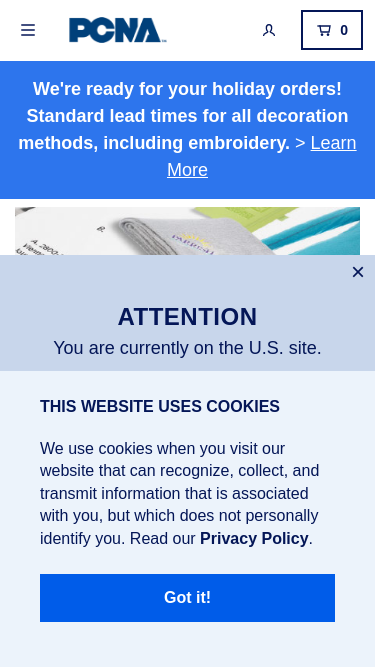 PCNA
0
We're ready for your holiday orders!
Standard lead times for all decoration
methods, including embroidery. > Learn
More
B.
ATTENTION
You are currently on the U.S. site.
THIS WEBSITE USES COOKIES
We use cookies when you visit our
website that can recognize, collect, and
transmit information that is associated
with you, but which does not personally
identify you. Read our Privacy Policy.
Got it!